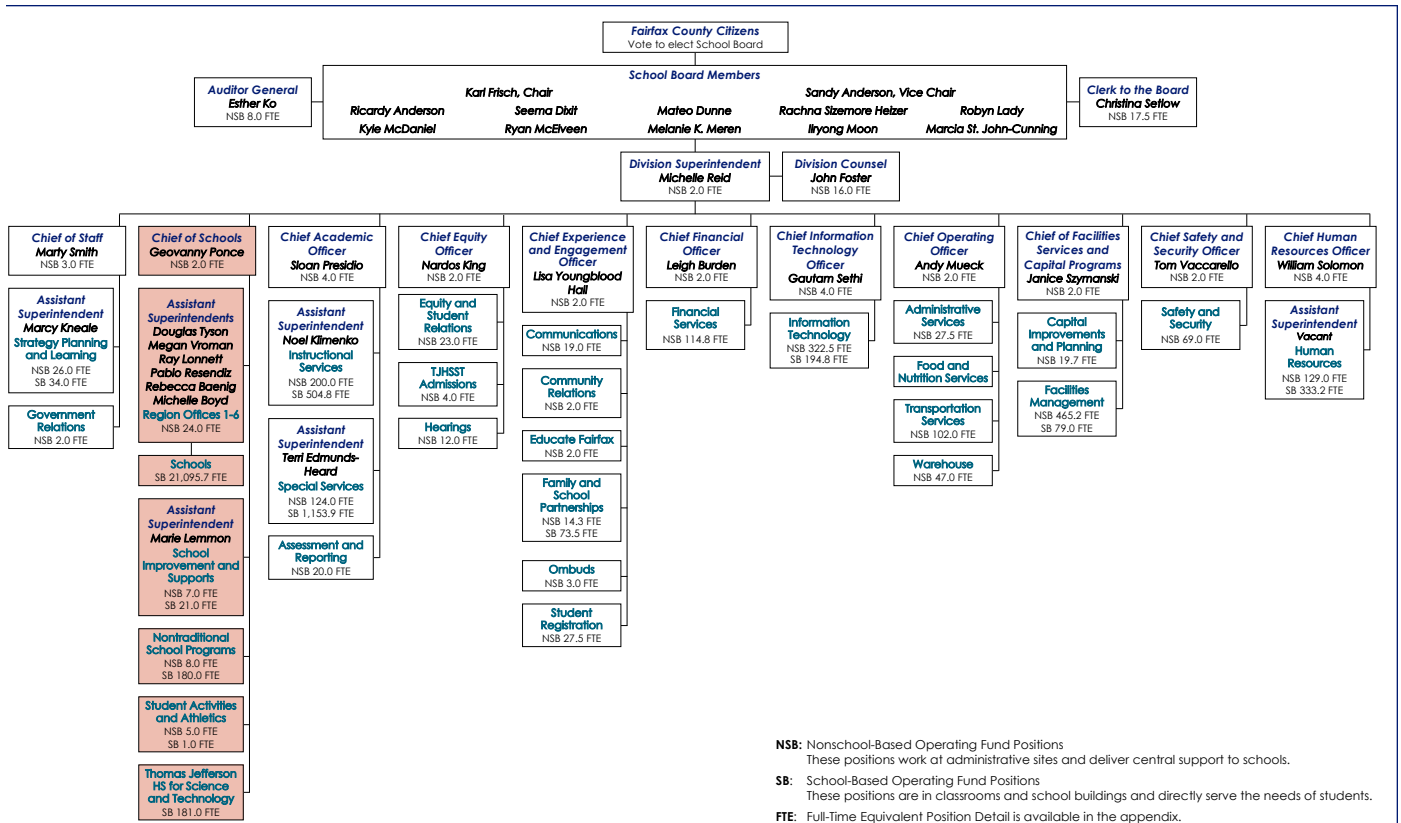 Fairfax County Citizens
Vote to elect School Board
School Board Members
Karl Frisch, Chair
Sandy Anderson, Vice Chair
Ricardy Anderson
Seema Dixit
Mateo Dunne
Rachna Sizemore Heizer
Robyn Lady
Kyle McDaniel
Ryan McElveen
Melanie K. Meren
Ilryong Moon
Marcia St. John-Cunning
Auditor General
Esther Ko
NSB 8.0 FTE
Clerk to the Board
Christina Setlow
NSB 17.5 FTE
Division Superintendent
Michelle Reid
NSB 2.0 FTE
Division Counsel
John Foster
NSB 16.0 FTE
Chief of Staff
Marty Smith
NSB 3.0 FTE
Assistant
Superintendent
Marcy Kneale
Strategy Planning
and Learning
NSB 26.0 FTE
SB 34.0 FTE
Government
Relations
NSB 2.0 FTE
Chief of Schools
Geovanny Ponce
NSB 2.0 FTE
Assistant
Superintendents
Douglas Tyson
Megan Vroman
Ray Lonnett
Pablo Resendiz
Rebecca Baenig
Michelle Boyd
Region Offices 1-6
NSB 24.0 FTE
Schools
SB 21,095.7 FTE
Assistant
Superintendent
Marie Lemmon
School
Improvement and
Supports
NSB 7.0 FTE
SB 21.0 FTE
Nontraditional
School Programs
NSB 8.0 FTE
SB 180.0 FTE
Student Activities
and Athletics
NSB 5.0 FTE
SB 1.0 FTE
Thomas Jefferson
HS for Science
and Technology
SB 181.0 FTE
Chief Academic
Officer
Sloan Presidio
NSB 4.0 FTE
Assistant
Superintendent
Noel Klimenko
Instructional
Services
NSB 200.0 FTE
SB 504.8 FTE
Assistant
Superintendent
Terri Edmunds-
Heard
Special Services
NSB 124.0 FTE
SB 1,153.9 FTE
Assessment and
Reporting
NSB 20.0 FTE
Chief Equity
Officer
Nardos King
NSB 2.0 FTE
Equity and
Student
Relations
NSB 23.0 FTE
TJHSST
Admissions
NSB 4.0 FTE
Hearings
NSB 12.0 FTE
Chief Experience
and Engagement
Officer
Lisa Youngblood
Hall
NSB 2.0 FTE
Communications
NSB 19.0 FTE
Community
Relations
NSB 2.0 FTE
Educate Fairfax
NSB 2.0 FTE
Family and
School
Partnerships
NSB 14.3 FTE
SB 73.5 FTE
Ombuds
NSB 3.0 FTE
Student
Registration
NSB 27.5 FTE
Chief Financial
Officer
Leigh Burden
NSB 2.0 FTE
Financial
Services
NSB 114.8 FTE
Chief Information
Technology
Officer
Gautam Sethi
NSB 4.0 FTE
Information
Technology
NSB 322.5 FTE
SB 194.8 FTE
Chief Operating
Officer
Andy Mueck
NSB 2.0 FTE
Administrative
Services
NSB 27.5 FTE
Food and
Nutrition Services
Transportation
Services
NSB 102.0 FTE
Warehouse
NSB 47.0 FTE
Chief of Facilities
Services and
Capital Programs
Janice Szymanski
NSB 2.0 FTE
Capital
Improvements
and Planning
NSB 19.7 FTE
Facilities
Management
NSB 465.2 FTE
SB 79.0 FTE
Chief Safety and
Security Officer
Tom Vaccarello
NSB 2.0 FTE
Safety and
Security
NSB 69.0 FTE
Chief Human
Resources Officer
William Solomon
NSB 4.0 FTE
Assistant
Superintendent
Vacant
Human
Resources
NSB 129.0 FTE
SB 333.2 FTE
NSB: Nonschool-Based Operating Fund Positions
These positions work at administrative sites and deliver central support to schools.
SB: School-Based Operating Fund Positions
These positions are in classrooms and school buildings and directly serve the needs of students.
FTE: Full-Time Equivalent Position Detail is available in the appendix.